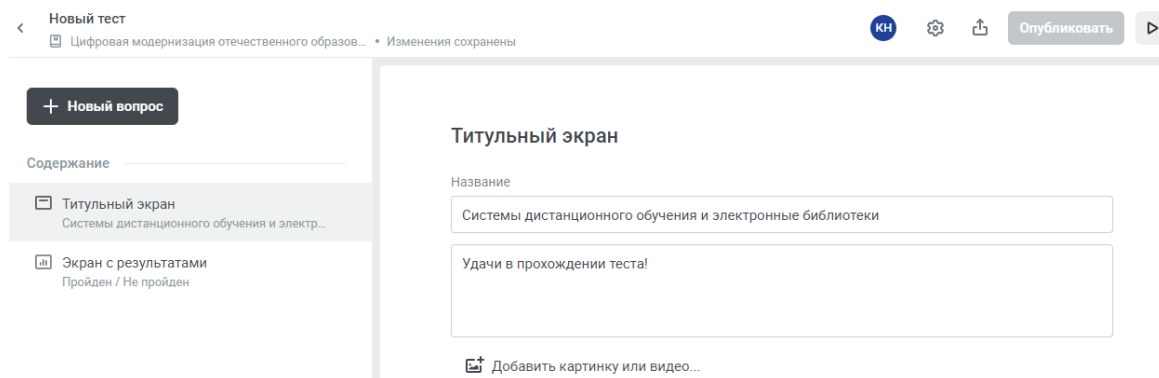 Новый тест
Цифровая модернизация отечественного образов... • Изменения сохранены
КН
Опубликовать
+ Новый вопрос
Содержание
Титульный экран
Системы дистанционного обучения и электр...
Экран с результатами
Пройден / Не пройден
Титульный экран
Название
Системы дистанционного обучения и электронные библиотеки
Удачи в прохождении теста!
Добавить картинку или видео...